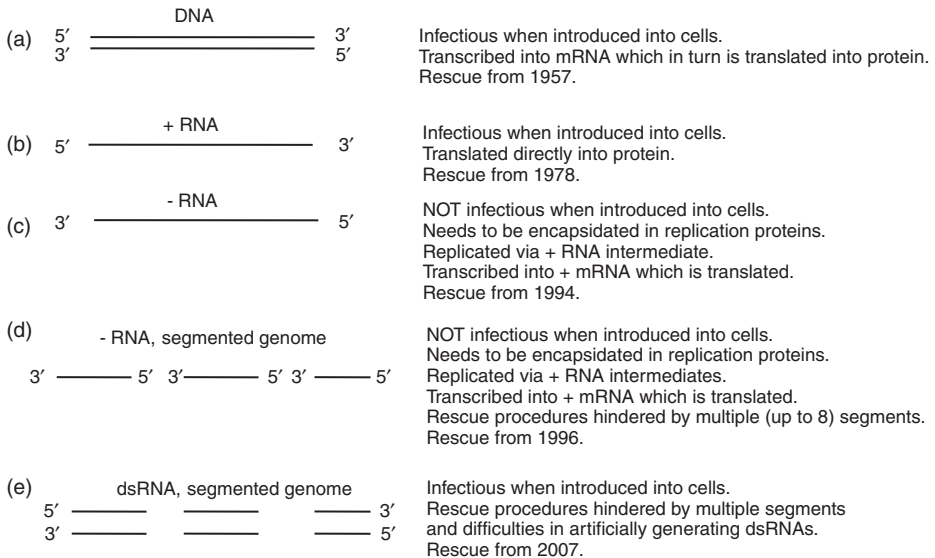 DNA
(a) 5′ 3′
3′ 5′
Infectious when introduced into cells.
Transcribed into mRNA which in turn is translated into protein.
Rescue from 1957.
+ RNA
(b) 5′ 3′
Infectious when introduced into cells.
Translated directly into protein.
Rescue from 1978.
- RNA
(c) 3′ 5′
NOT infectious when introduced into cells.
Needs to be encapsidated in replication proteins.
Replicated via + RNA intermediate.
Transcribed into + mRNA which is translated.
Rescue from 1994.
(d)
- RNA, segmented genome
3′ 5′ 3′ 5′ 3′ 5′
NOT infectious when introduced into cells.
Needs to be encapsidated in replication proteins.
Replicated via + RNA intermediates.
Transcribed into + mRNA which is translated.
Rescue procedures hindered by multiple (up to 8) segments.
Rescue from 1996.
(e)
dsRNA, segmented genome
5′ 3′
3′ 5′
Infectious when introduced into cells.
Rescue procedures hindered by multiple segments
and difficulties in artificially generating dsRNAs.
Rescue from 2007.